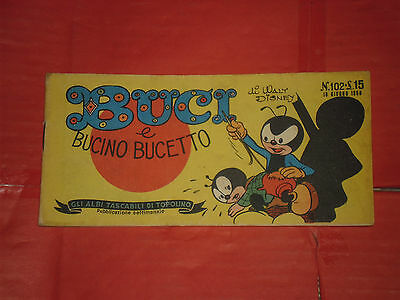 BUCI
e
BUCINO BUCETTO
di WALT
DISNEY
N.102·L.15
GLI ALBI TASCABILI DI TOPOLINO
Pubblicazione settimanale